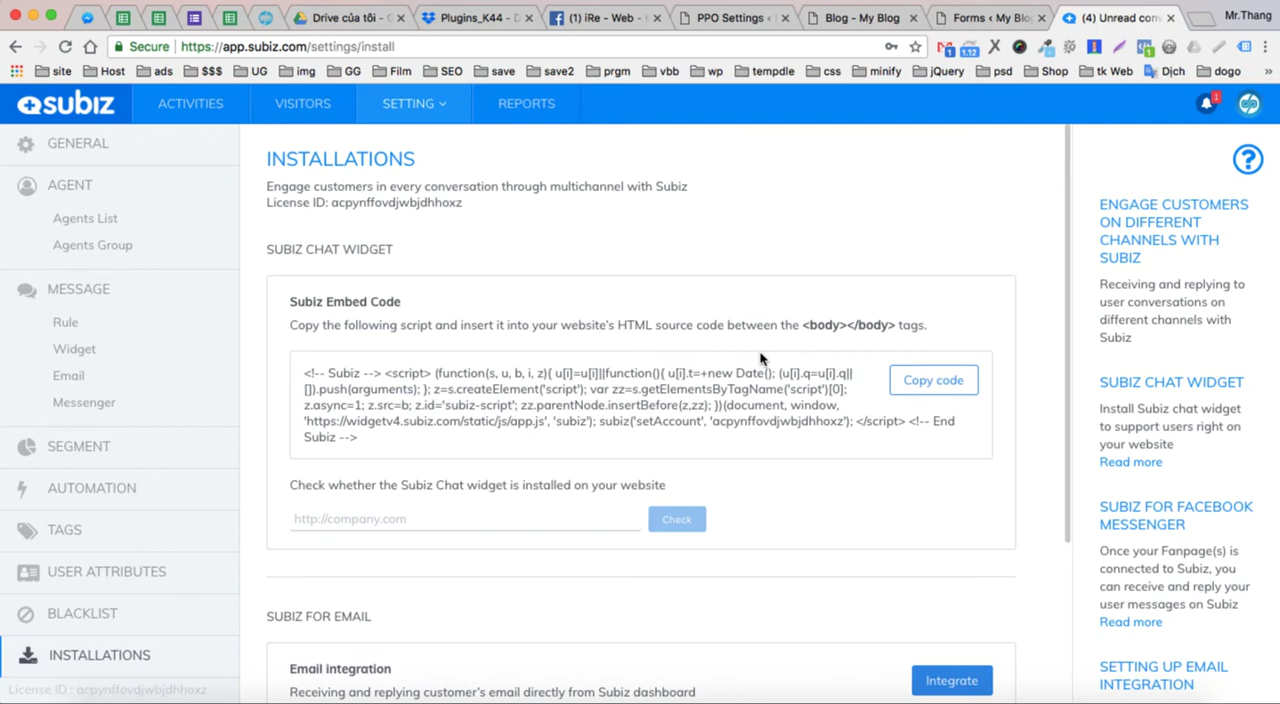 Drive của tôi - G
Plugins_K44 - D
(1) iRe - Web - K
PPO Settings ‹
Blog - My Blog
Forms ‹ My Blo
(4) Unread con
Mr.Thang
Secure
https://app.subiz.com/settings/install
1
1.12
1
site
Host
ads
$$$
UG
img
GG
Film
SEO
save
save2
prgm
vbb
wp
tempdle
css
minify
jQuery
psd
Shop
tk Web
Dịch
dogo
»
subiz
ACTIVITIES
VISITORS
SETTING
REPORTS
1
GENERAL
AGENT
Agents List
Agents Group
MESSAGE
Rule
Widget
Email
Messenger
SEGMENT
AUTOMATION
TAGS
USER ATTRIBUTES
BLACKLIST
INSTALLATIONS
License ID : acpynffovdjwbjdhhoxz
INSTALLATIONS
Engage customers in every conversation through multichannel with Subiz
License ID: acpynffovdjwbjdhhoxz
SUBIZ CHAT WIDGET
Subiz Embed Code
Copy the following script and insert it into your website's HTML source code between the <body></body> tags.
<!-- Subiz --> <script> (function(s, u, b, i, z){ u[i]=u[i]||function(){ u[i].t=+new Date(); (u[i].q=u[i].q||
[]).push(arguments); }; z=s.createElement('script'); var zz=s.getElementsByTagName('script')[0];
z.async=1; z.src=b; z.id='subiz-script'; zz.parentNode.insertBefore(z,zz); })(document, window,
'https://widgetv4.subiz.com/static/js/app.js', 'subiz'); subiz('setAccount', 'acpynffovdjwbjdhhoxz'); </script> <!-- End
Subiz -->
Copy code
Check whether the Subiz Chat widget is installed on your website
http://company.com
Check
SUBIZ FOR EMAIL
Email integration
Receiving and replying customer's email directly from Subiz dashboard
Integrate
?
ENGAGE CUSTOMERS
ON DIFFERENT
CHANNELS WITH
SUBIZ
Receiving and replying to
user conversations on
different channels with
Subiz
SUBIZ CHAT WIDGET
Install Subiz chat widget
to support users right on
your website
Read more
SUBIZ FOR FACEBOOK
MESSENGER
Once your Fanpage(s) is
connected to Subiz, you
can receive and reply your
user messages on Subiz
Read more
SETTING UP EMAIL
INTEGRATION